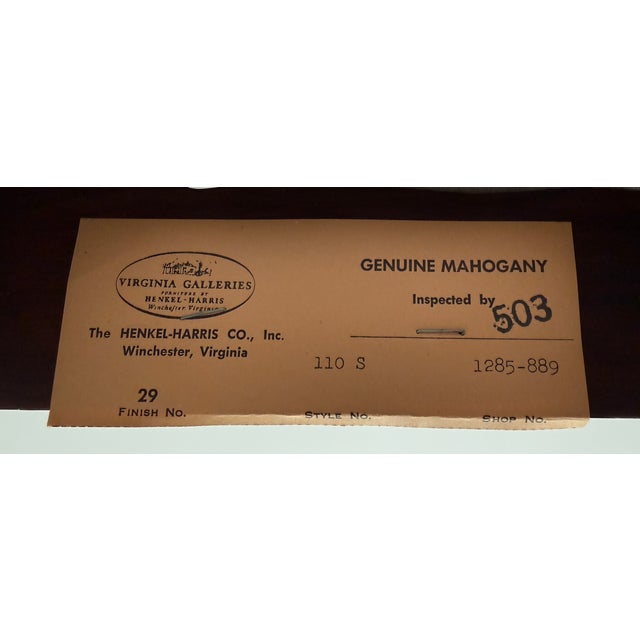 VIRGINIA GALLERIES
FURNITURE BY
HENKEL-HARRIS
Winchester Virginia
The HENKEL-HARRIS CO., Inc.
Winchester, Virginia
GENUINE MAHOGANY
Inspected by 503
29 110 S 1285-889
FINISH NO. STYLE NO. SHOP NO.